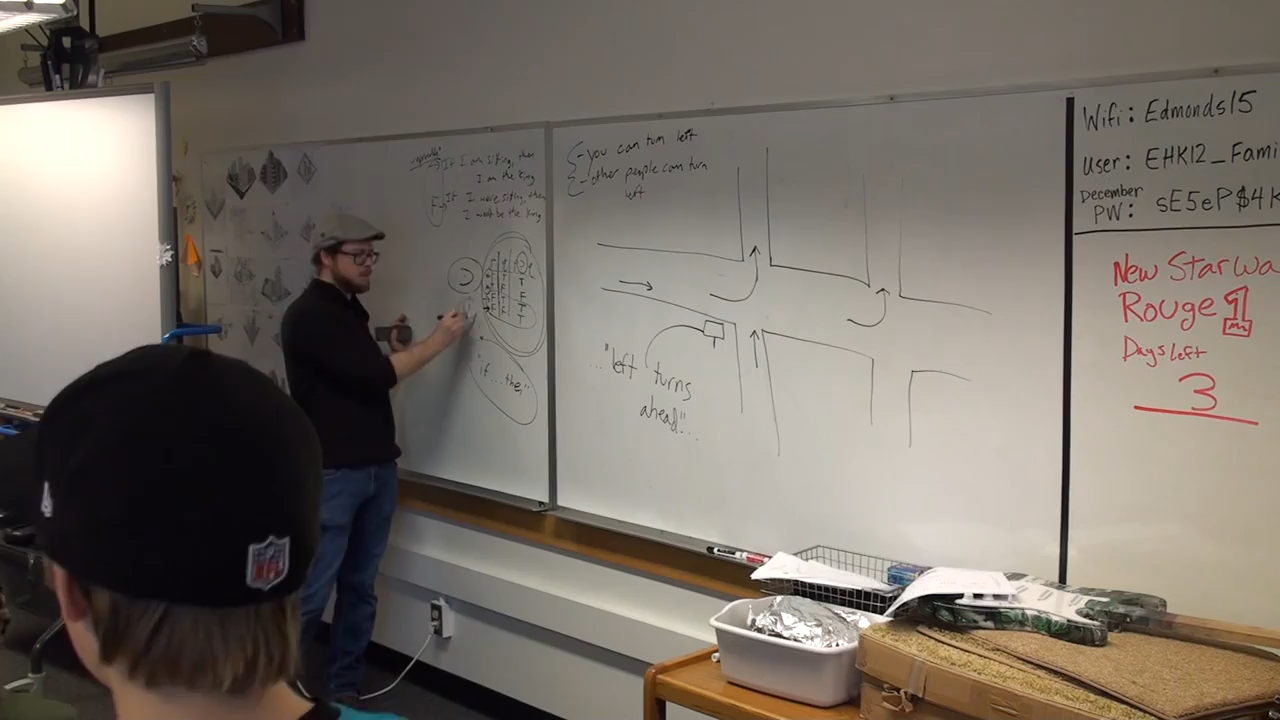 If I am sitting, then
I am the king
If I were sitting, then
I would be the king
F
T
F
T
T
"if...then"
- you can turn left
- other people can turn
left
..."left turns
ahead"...
Wifi: Edmonds15
User: EHK12_Fami
December
PW: sE5eP$4K
New Star Wa
Rouge 1
Days left
3
NFL